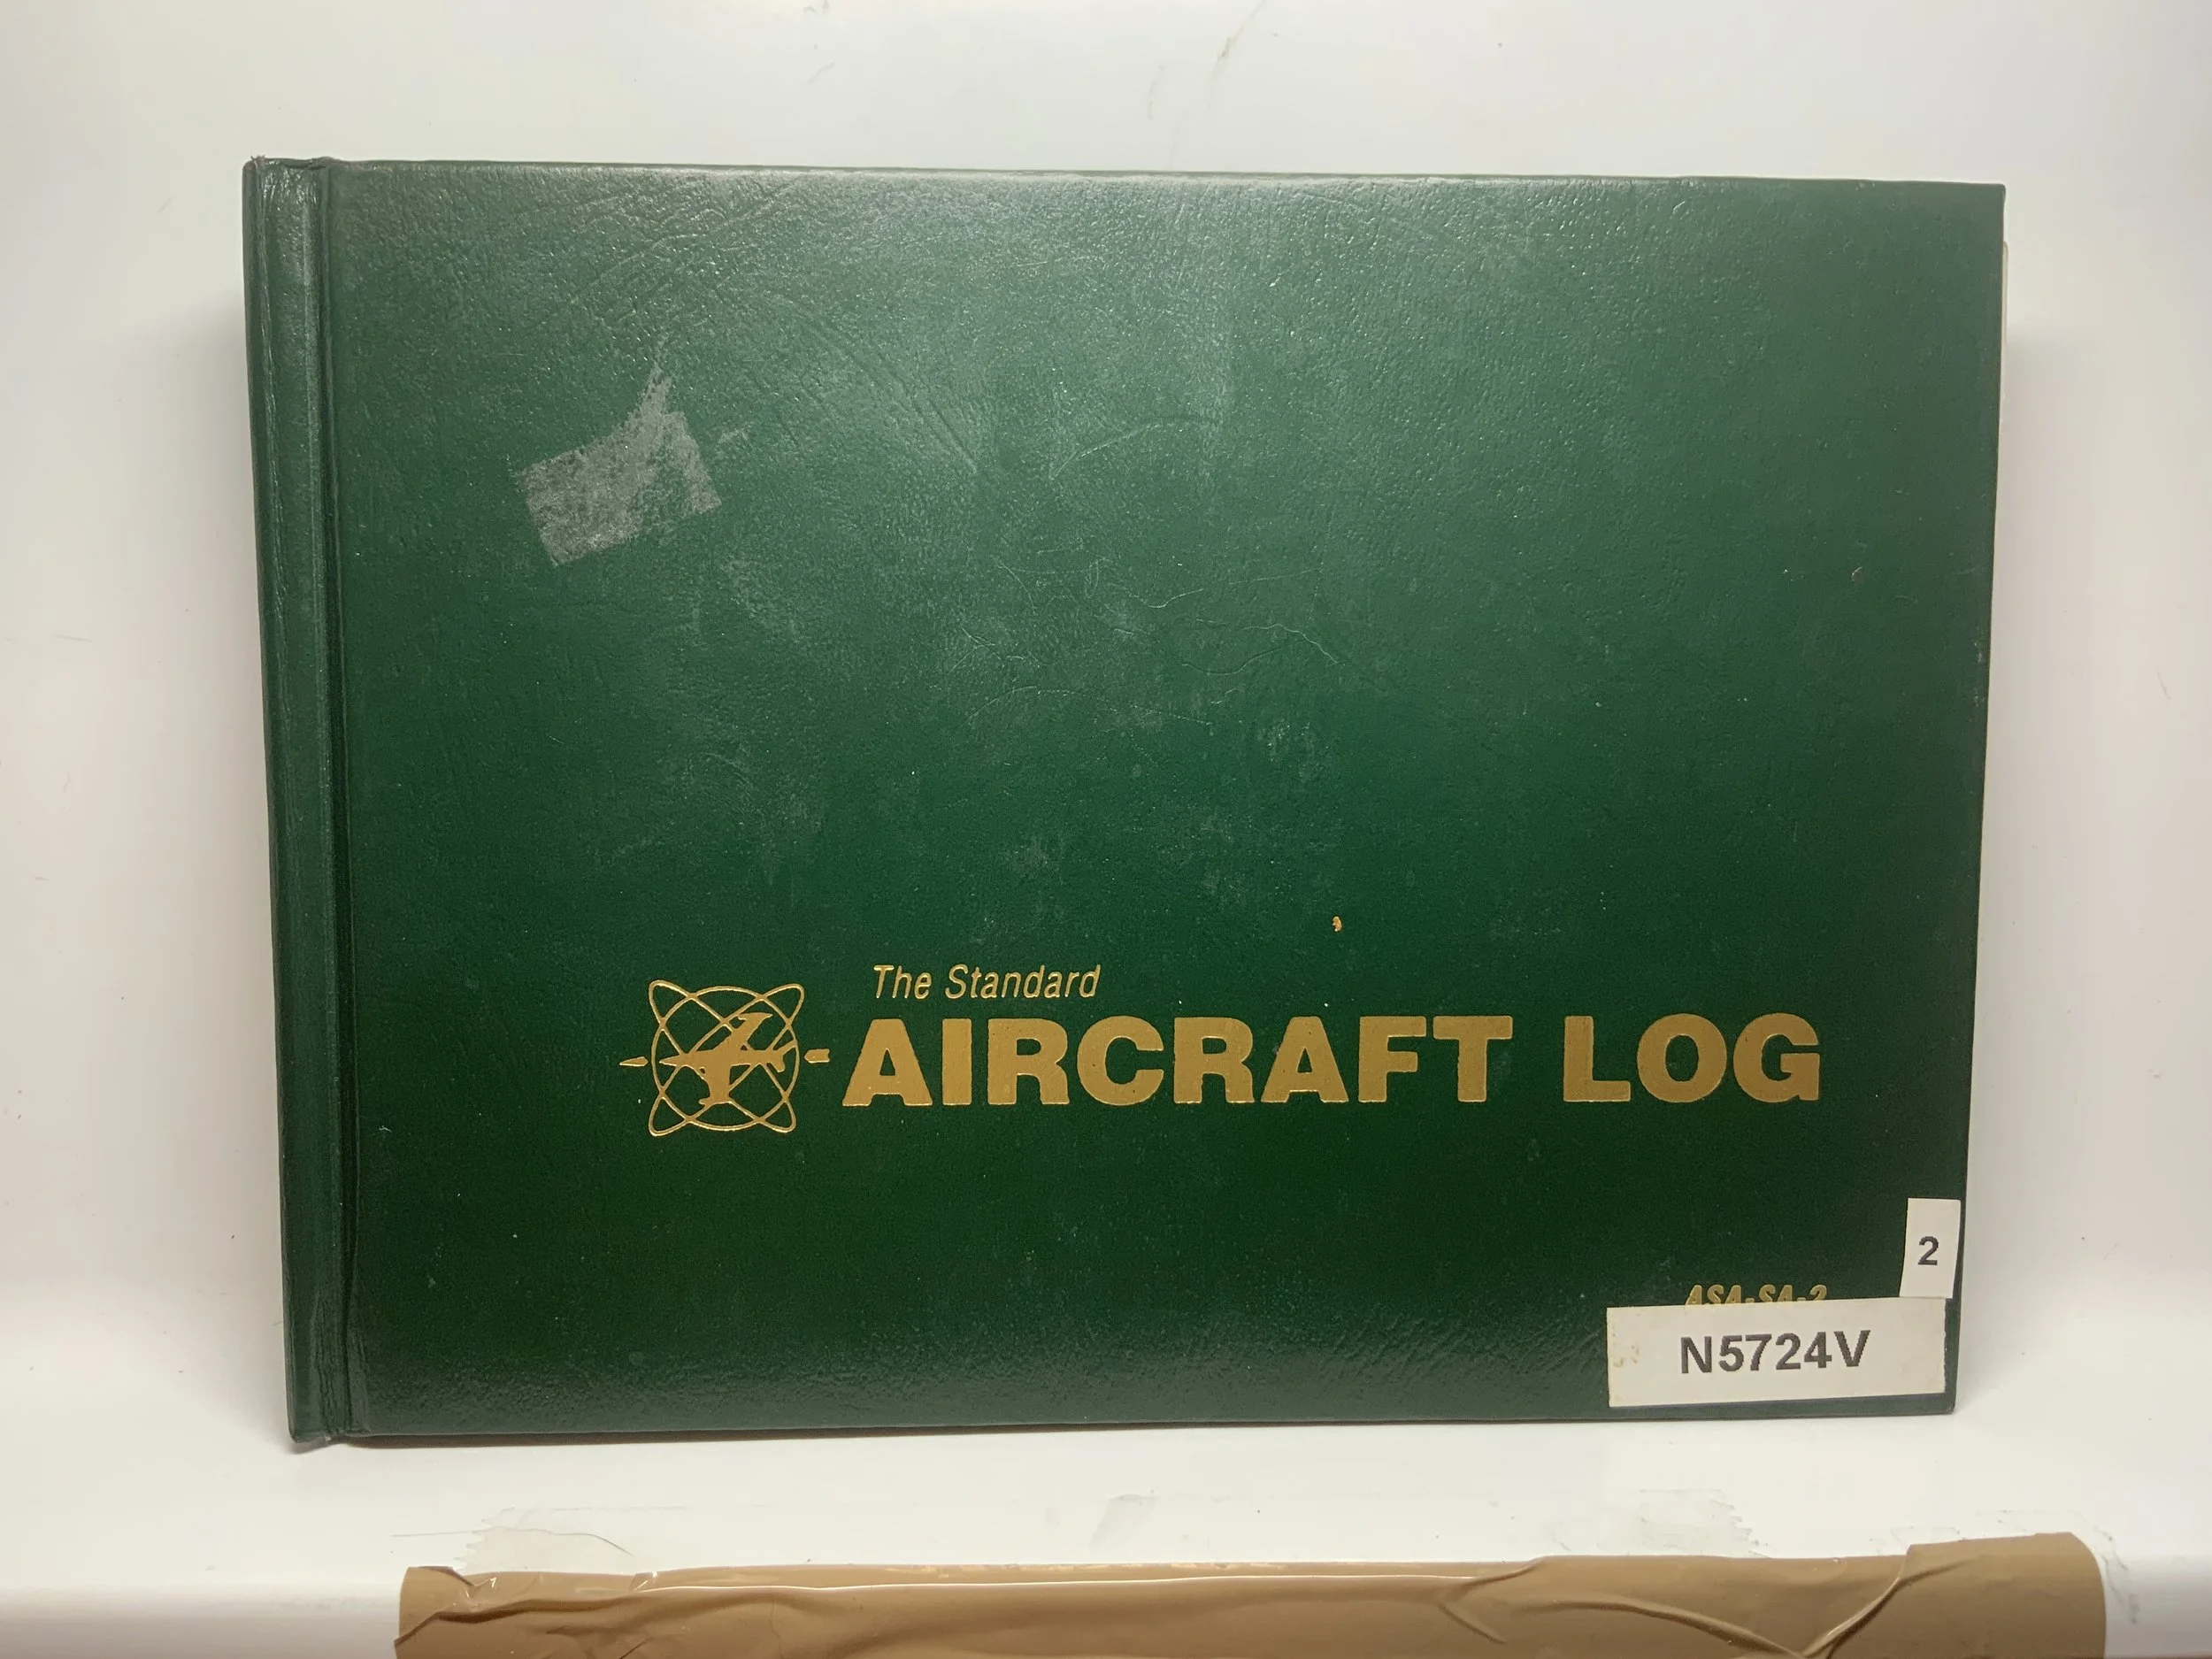 The Standard
AIRCRAFT LOG
2
ASA-SA-2
N5724V